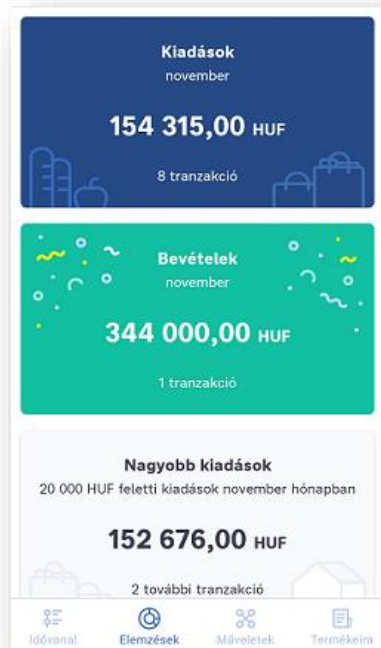 Kiadások
november
154 315,00 HUF
8 tranzakció
Bevételek
november
344 000,00 HUF
1 tranzakció
Nagyobb kiadások
20 000 HUF feletti kiadások november hónapban
152 676,00 HUF
2 további tranzakció
Idővonal Elemzések Műveletek Termékeim